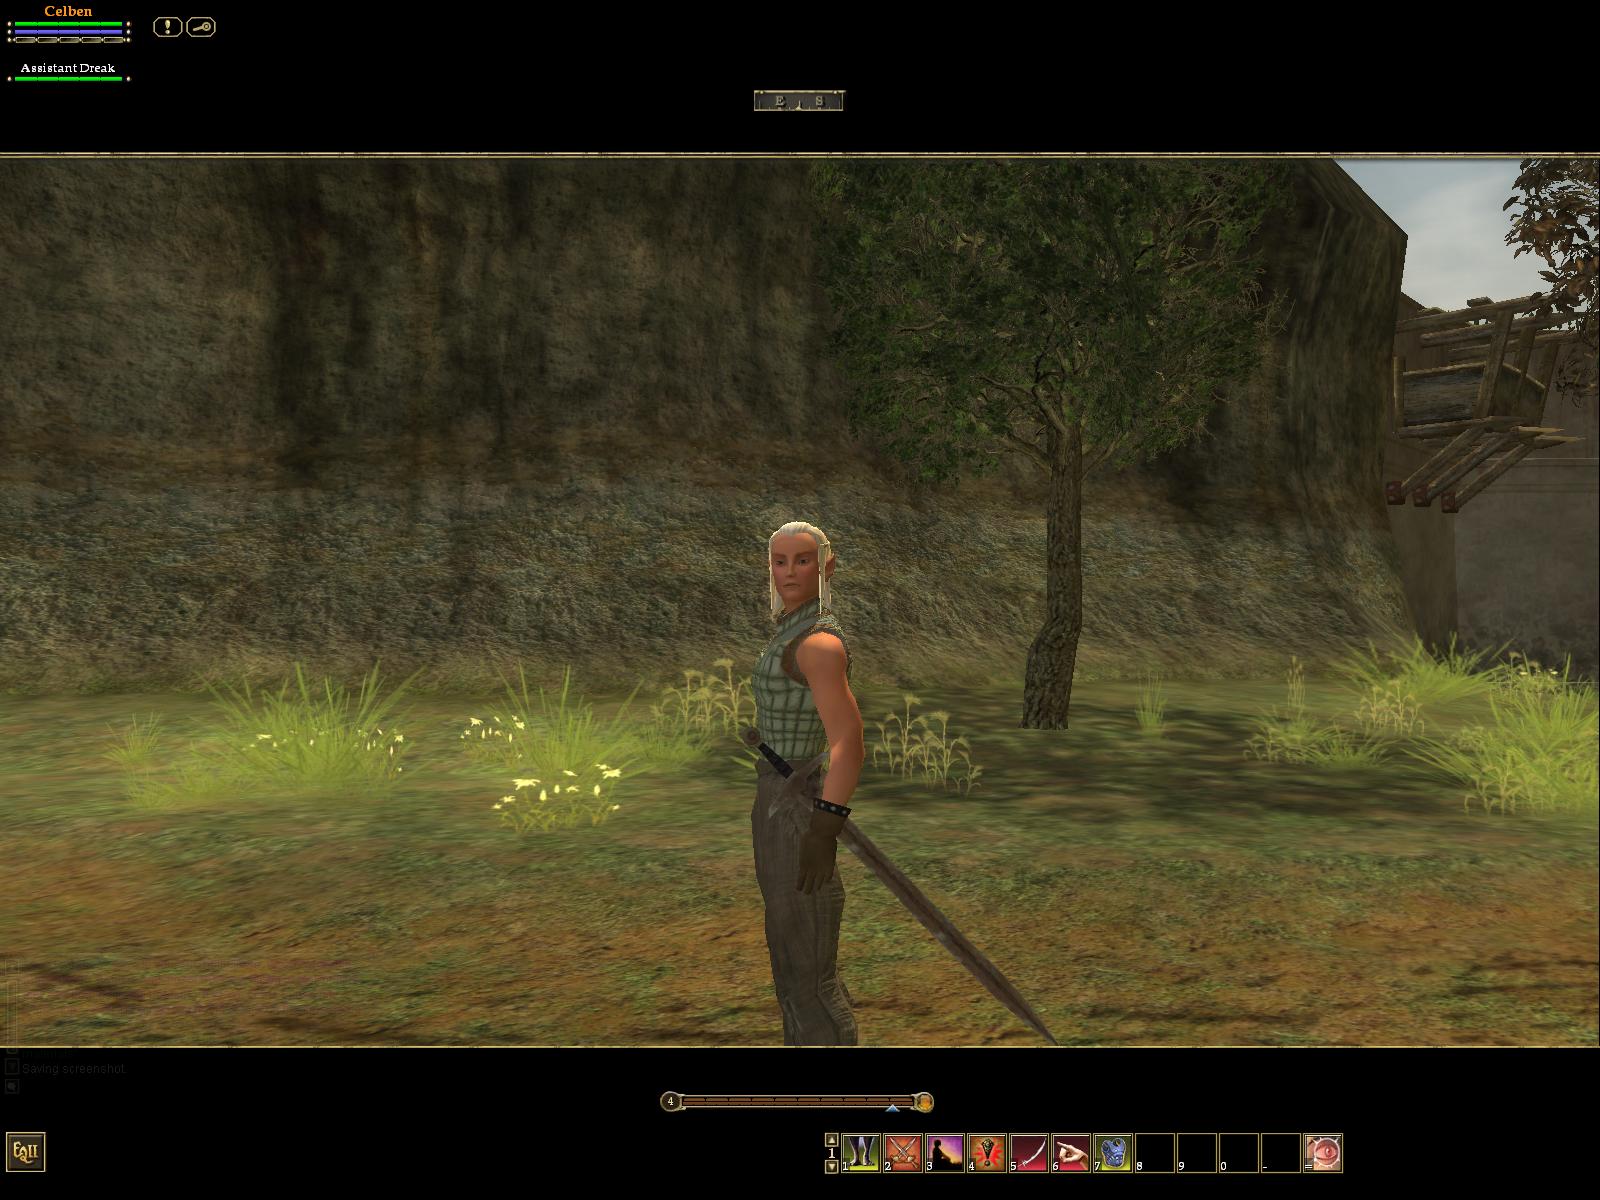 Celben
Assistant Dreak
E S
Saving screenshot
4
EQII
1
1 2 3 4 5 6 7 8 9 0 - =